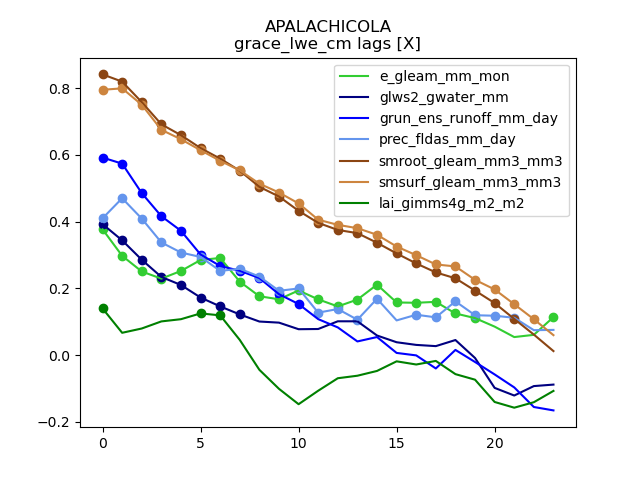 APALACHICOLA
grace_lwe_cm lags [X]
e_gleam_mm_mon
glws2_gwater_mm
grun_ens_runoff_mm_day
prec_fldas_mm_day
smroot_gleam_mm3_mm3
smsurf_gleam_mm3_mm3
lai_gimms4g_m2_m2
0.8
0.6
0.4
0.2
0.0
−0.2
0 5 10 15 20